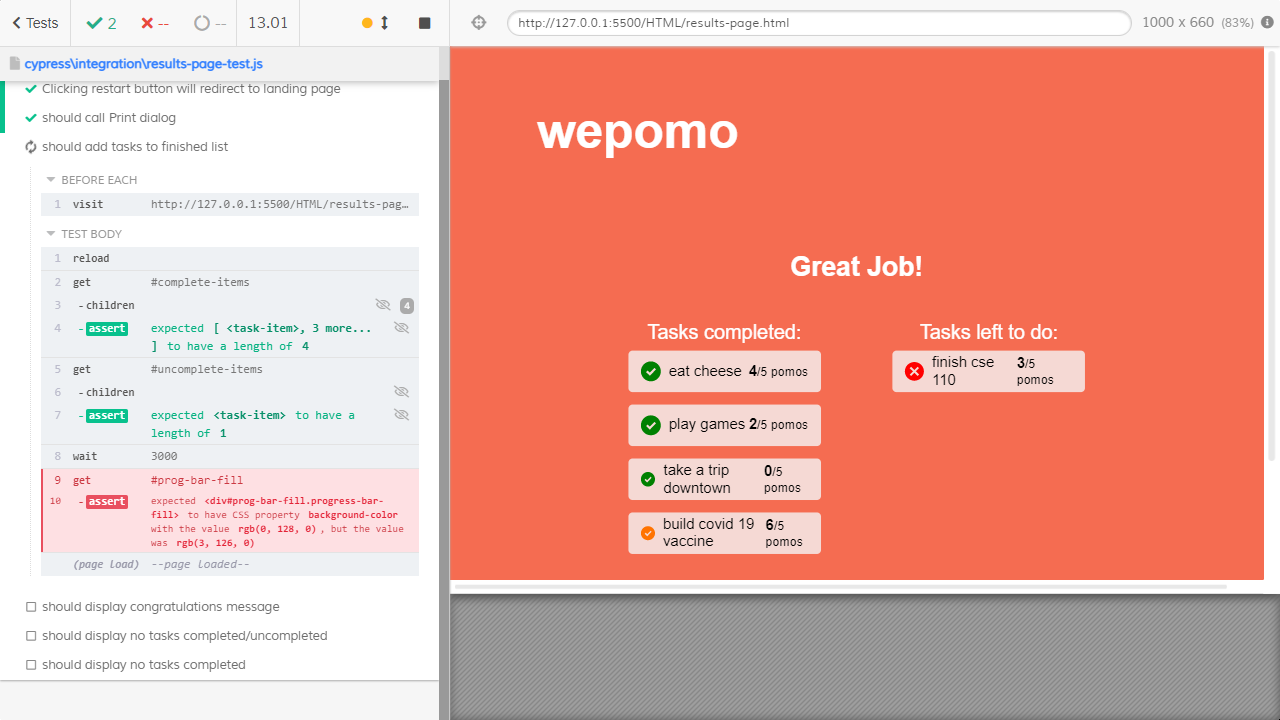 Tests
2
--
--
13.01
http://127.0.0.1:5500/HTML/results-page.html
1000 x 660 (83%)
cypress\integration\results-page-test.js
Clicking restart button will redirect to landing page
should call Print dialog
should add tasks to finished list
BEFORE EACH
1 visit http://127.0.0.1:5500/HTML/results-pag…
TEST BODY
1 reload
2 get #complete-items
3 -children 4
4 -assert expected [ <task-item>, 3 more...
] to have a length of 4
5 get #uncomplete-items
6 -children
7 -assert expected <task-item> to have a
length of 1
8 wait 3000
9 get #prog-bar-fill
10 -assert expected <div#prog-bar-fill.progress-bar-
fill> to have CSS property background-color
with the value rgb(0, 128, 0), but the value
was rgb(3, 126, 0)
(page load) --page loaded--
should display congratulations message
should display no tasks completed/uncompleted
should display no tasks completed
wepomo
Great Job!
Tasks completed:
eat cheese 4/5 pomos
play games 2/5 pomos
take a trip
downtown
0/5
pomos
build covid 19
vaccine
6/5
pomos
Tasks left to do:
finish cse
110
3/5
pomos